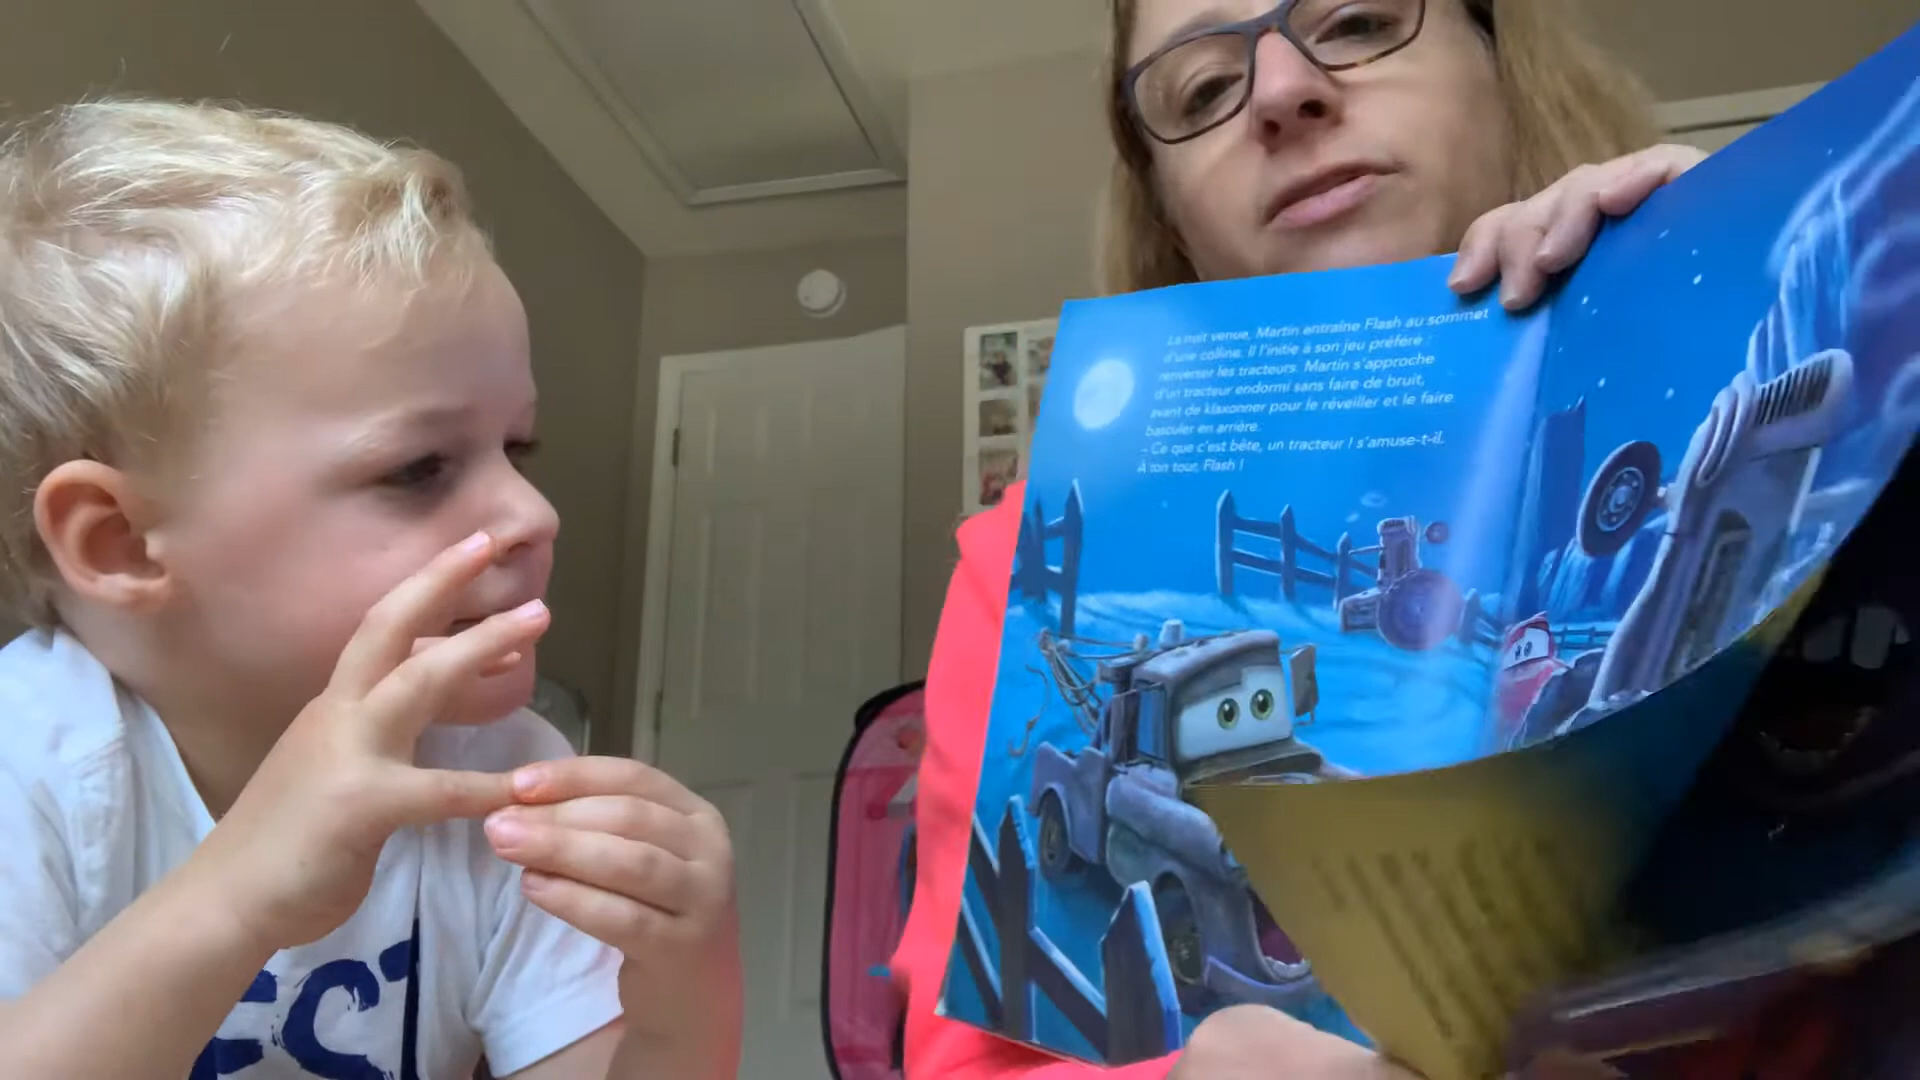 La nuit venue, Martin entraîne Flash au sommet
d'une colline. Il l'initie à son jeu préféré :
renverser les tracteurs. Martin s'approche
d'un tracteur endormi sans faire de bruit,
avant de klaxonner pour le réveiller et le faire
basculer en arrière.
– Ce que c'est bête, un tracteur ! s'amuse-t-il.
À ton tour, Flash !
EST